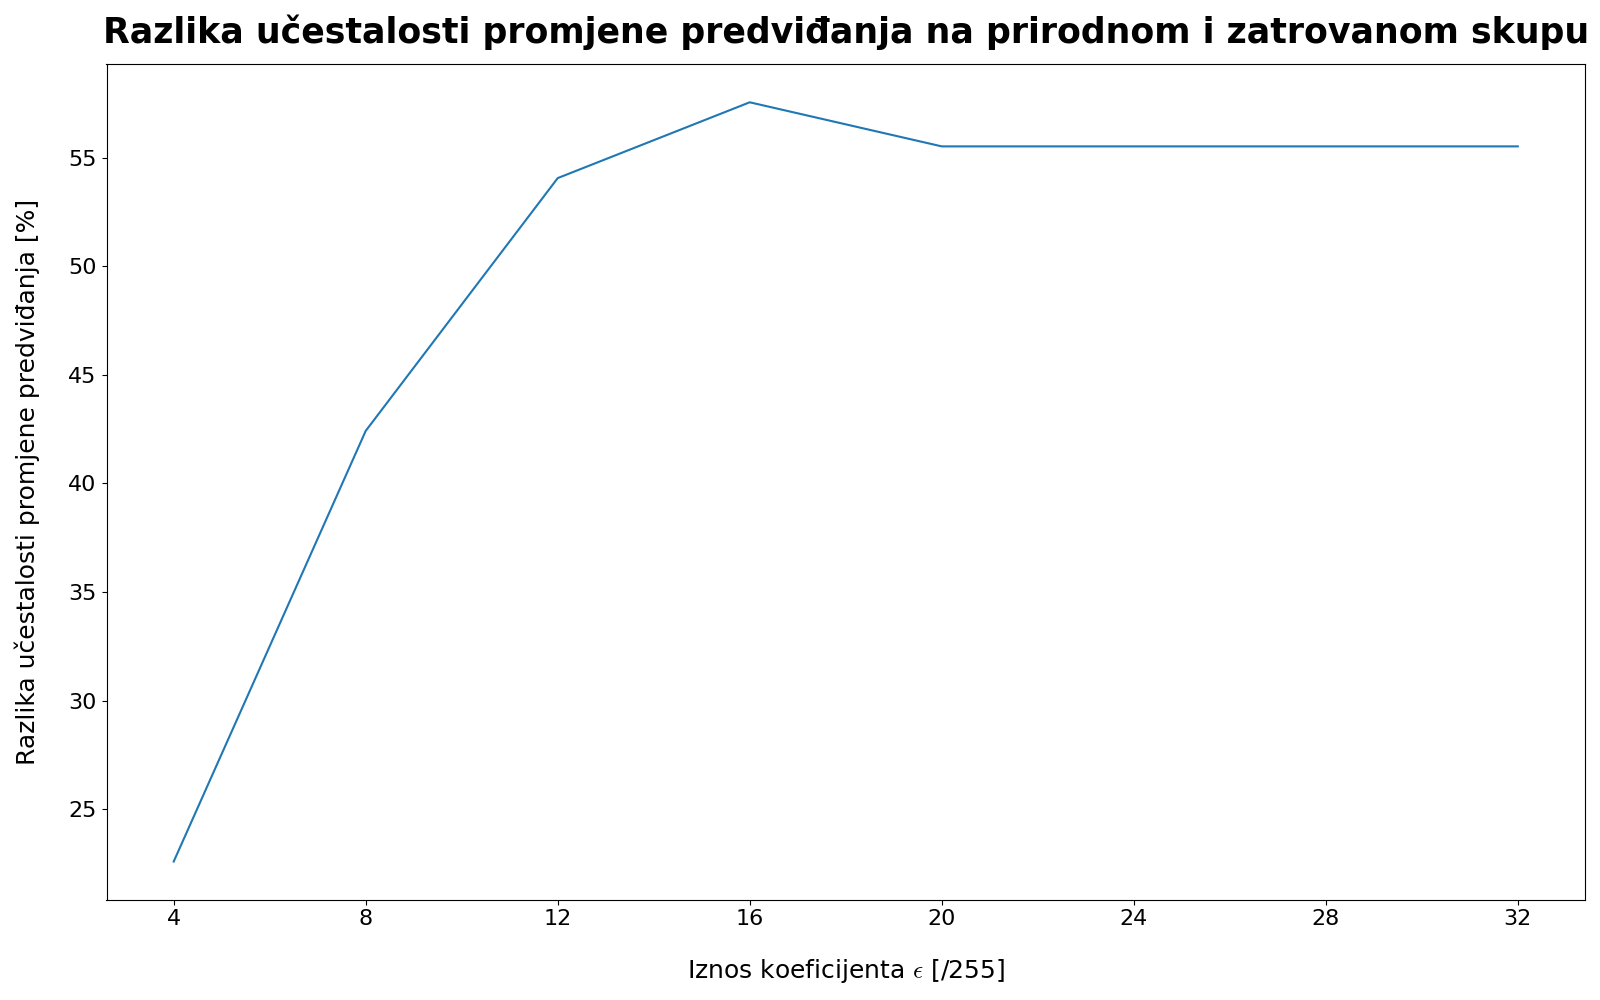 Razlika učestalosti promjene predviđanja na prirodnom i zatrovanom skupu
Razlika učestalosti promjene predviđanja [%]
55
50
45
40
35
30
25
4 8 12 16 20 24 28 32
Iznos koeficijenta ϵ [/255]